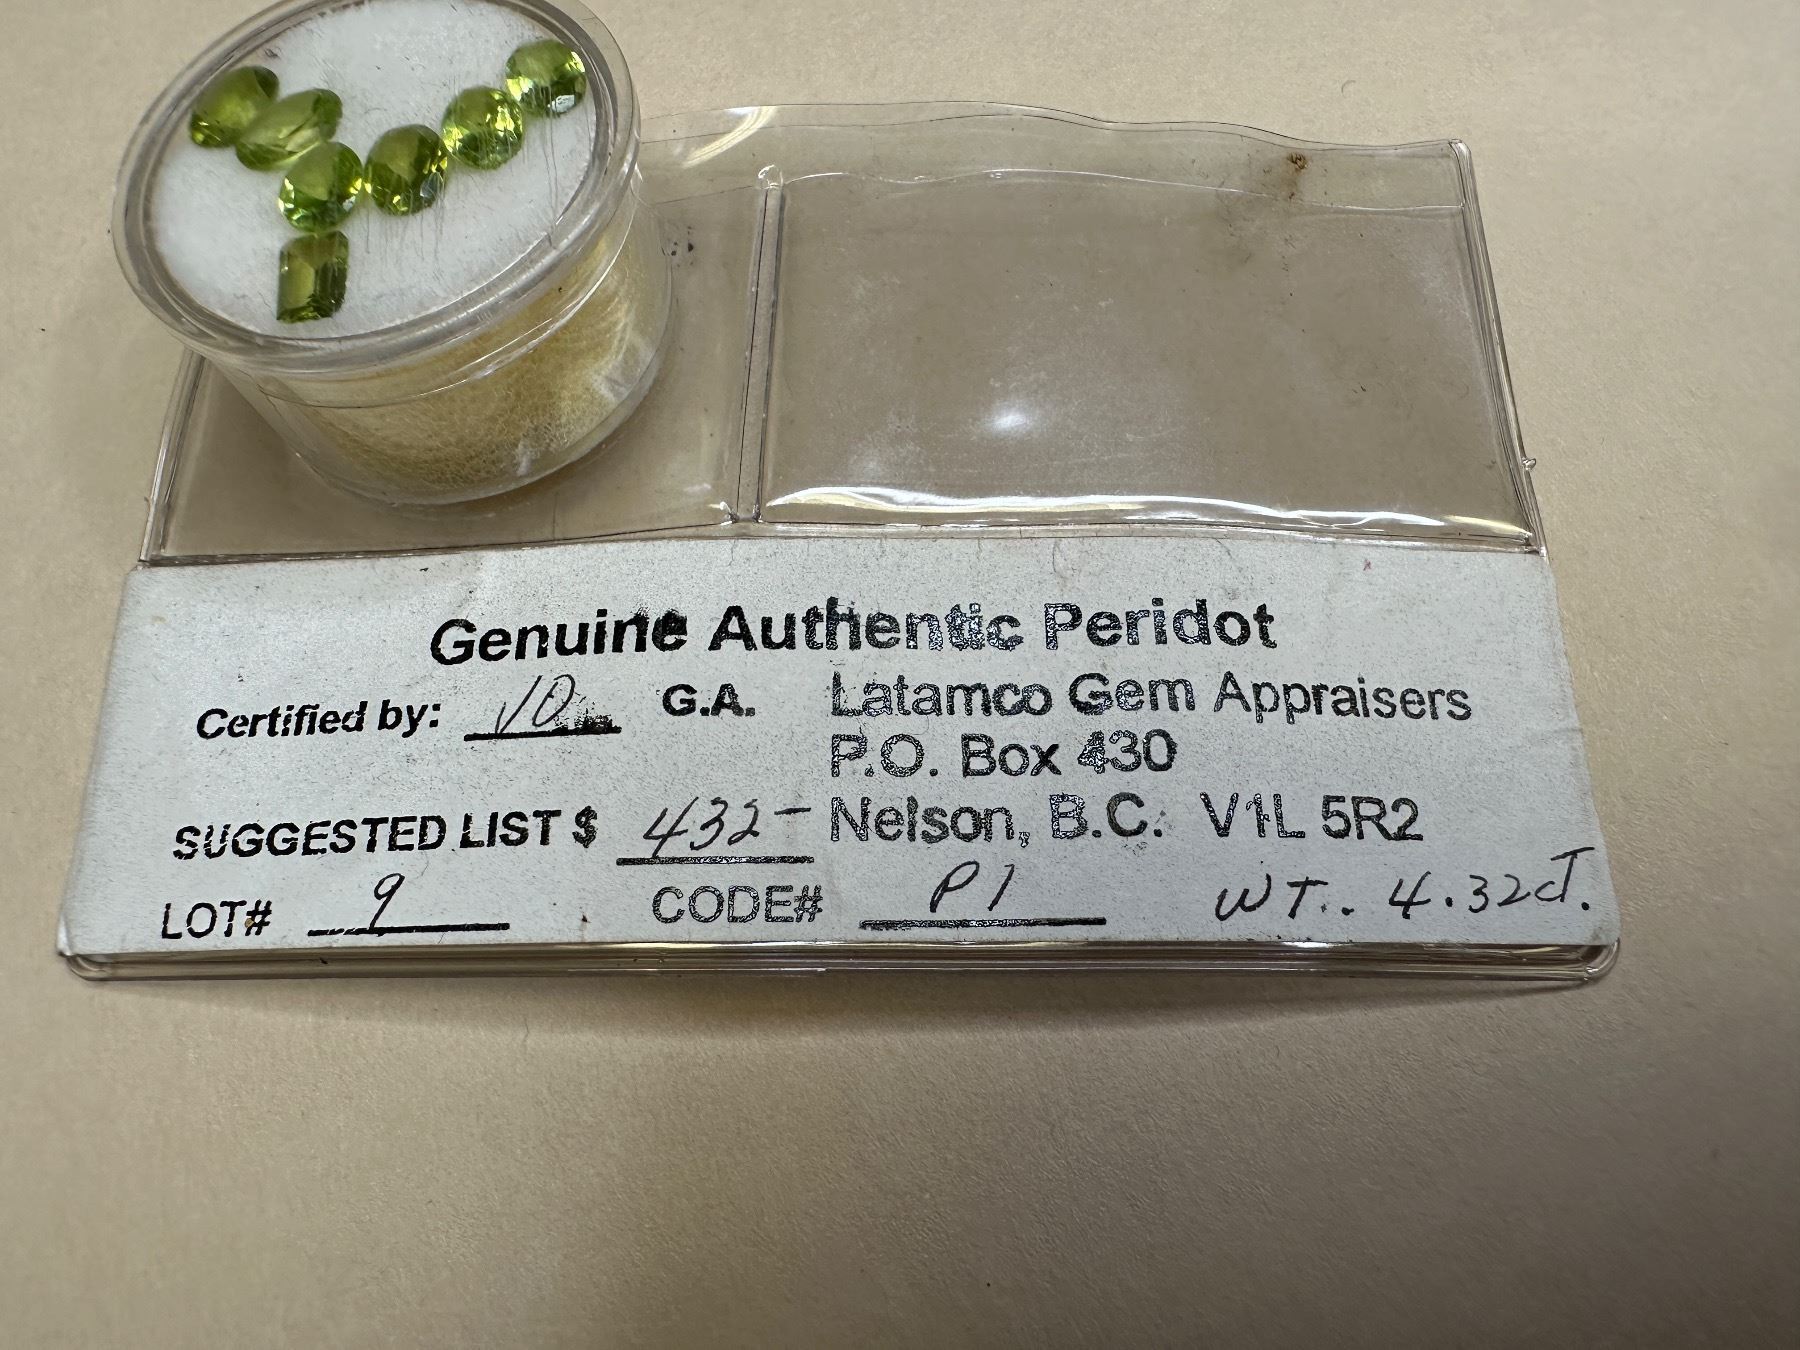 Genuine Authentic Peridot
Certified by: G.A. Latamco Gem Appraisers
P.O. Box 430
SUGGESTED LIST $ 432- Nelson, B.C. V1L 5R2
LOT# 9 CODE# P1 WT.. 4.32cT.